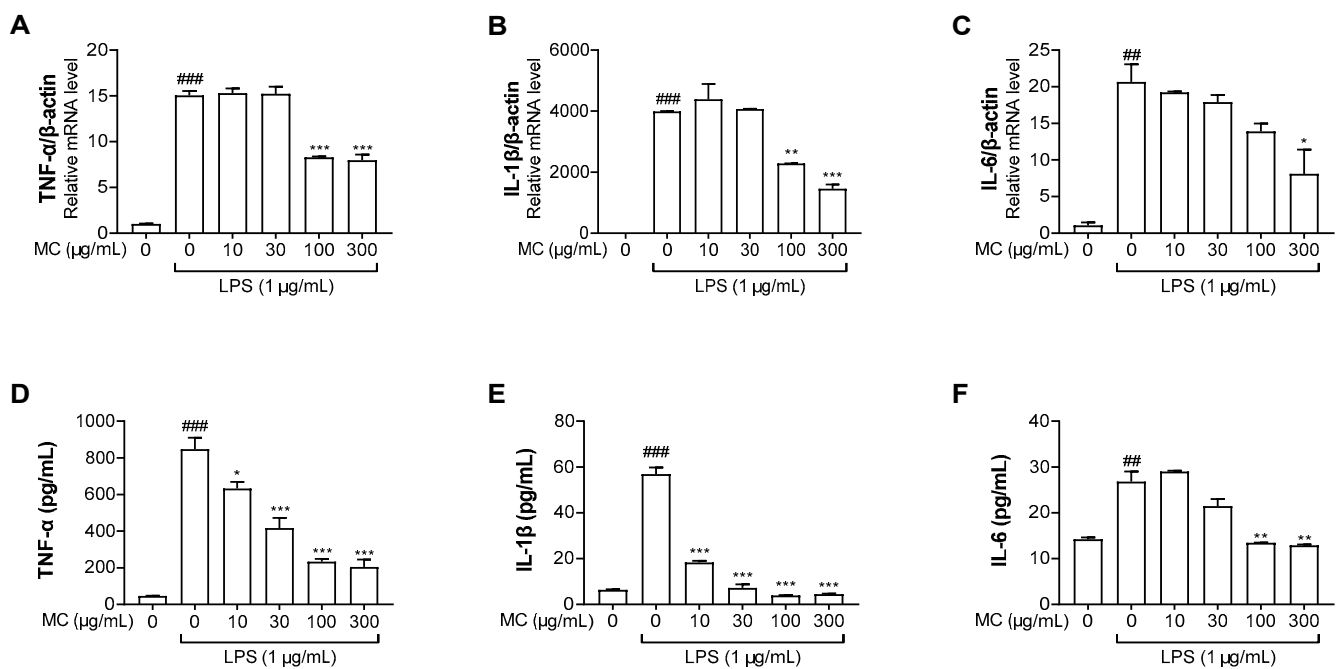 A
TNF-α/β-actin
Relative mRNA level
20
15
10
5
0
###
***
***
MC (µg/mL) 0 0 10 30 100 300
LPS (1 µg/mL)
B
IL-1β/β-actin
Relative mRNA level
6000
4000
2000
0
###
**
***
MC (µg/mL) 0 0 10 30 100 300
LPS (1 µg/mL)
C
IL-6/β-actin
Relative mRNA level
25
20
15
10
5
0
##
*
MC (µg/mL) 0 0 10 30 100 300
LPS (1 µg/mL)
D
TNF-α (pg/mL)
1000
800
600
400
200
0
###
*
***
***
***
MC (µg/mL) 0 0 10 30 100 300
LPS (1 µg/mL)
E
IL-1β (pg/mL)
80
60
40
20
0
###
***
***
***
***
MC (µg/mL) 0 0 10 30 100 300
LPS (1 µg/mL)
F
IL-6 (pg/mL)
40
30
20
10
0
##
**
**
MC (µg/mL) 0 0 10 30 100 300
LPS (1 µg/mL)